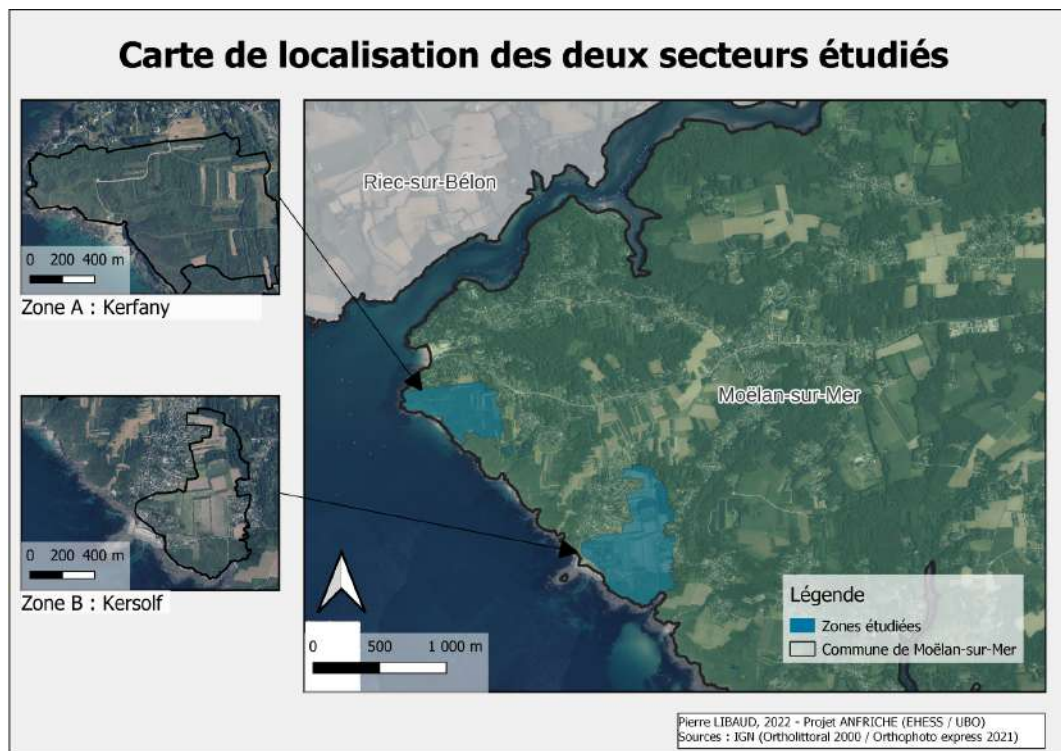 Carte de localisation des deux secteurs étudiés
0 200 400 m
Zone A : Kerfany
0 200 400 m
Zone B : Kersolf
Riec-sur-Bélon
Moëlan-sur-Mer
0 500 1 000 m
Légende
Zones étudiées
Commune de Moëlan-sur-Mer
Pierre LIBAUD, 2022 - Projet ANFRICHE (EHESS / UBO)
Sources : IGN (Ortholittoral 2000 / Orthophoto express 2021)